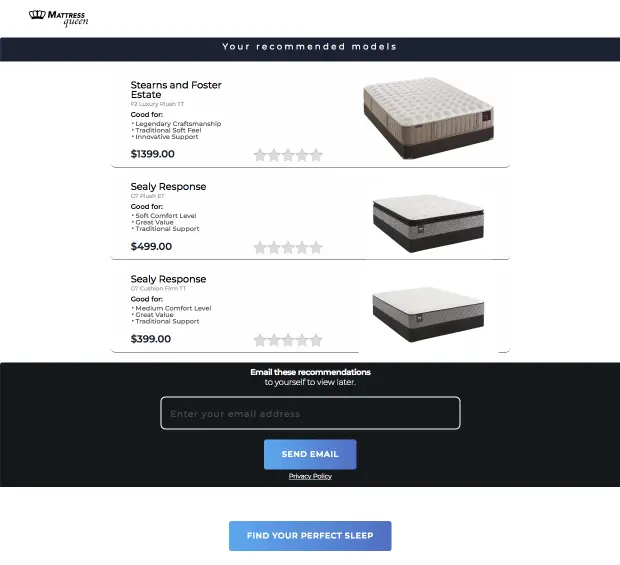 MATTRESS
queen
Your recommended models
Stearns and Foster
Estate
F2 Luxury Plush TT
Good for:
• Legendary Craftsmanship
• Traditional Soft Feel
• Innovative Support
$1399.00
Sealy Response
G7 Plush ET
Good for:
• Soft Comfort Level
• Great Value
• Traditional Support
$499.00
Sealy Response
G7 Cushion Firm TT
Good for:
• Medium Comfort Level
• Great Value
• Traditional Support
$399.00
Email these recommendations
to yourself to view later.
Enter your email address
SEND EMAIL
Privacy Policy
FIND YOUR PERFECT SLEEP